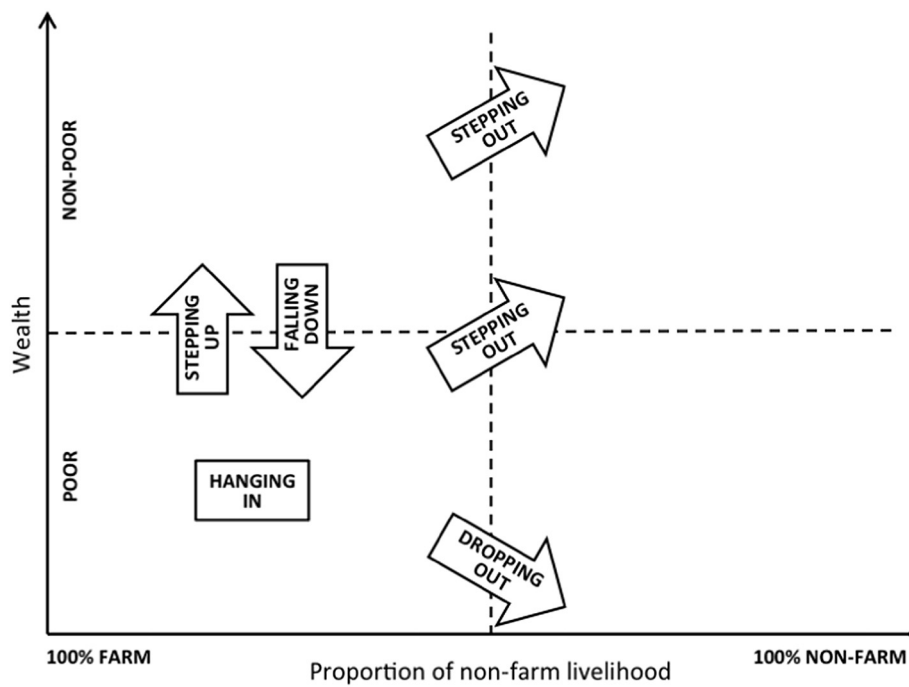 NON-POOR
STEPPING
OUT
Wealth
STEPPING
UP
FALLING
DOWN
STEPPING
OUT
POOR
HANGING
IN
DROPPING
OUT
100% FARM
Proportion of non-farm livelihood
100% NON-FARM